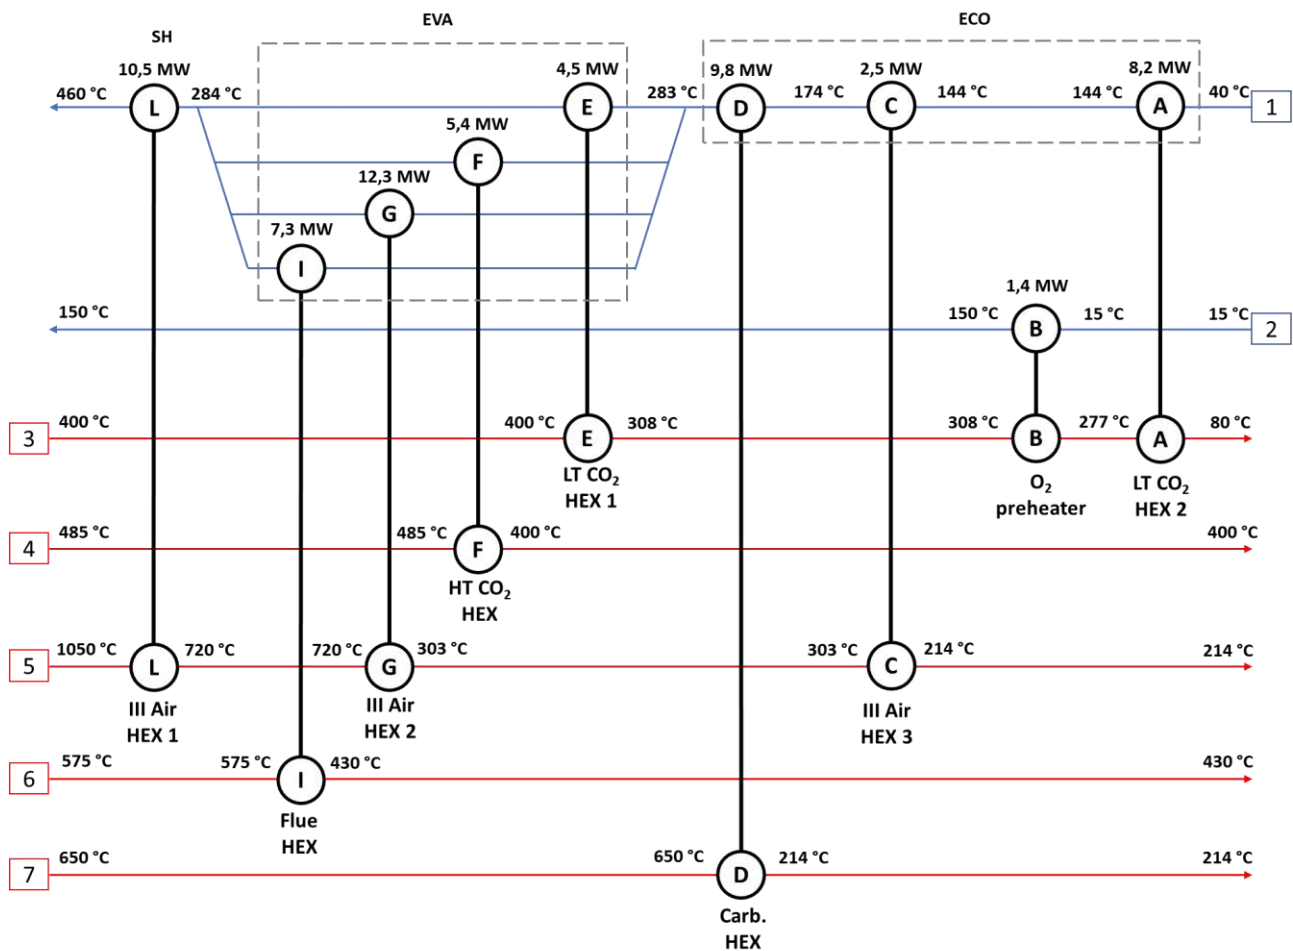 SH
EVA
ECO
10,5 MW
4,5 MW
9,8 MW
2,5 MW
8,2 MW
460 °C
L
284 °C
E
283 °C
D
174 °C
C
144 °C
144 °C
A
40 °C
1
5,4 MW
F
12,3 MW
G
7,3 MW
I
1,4 MW
150 °C
150 °C
B
15 °C
15 °C
2
3
400 °C
400 °C
E
308 °C
308 °C
B
277 °C
A
80 °C
LT CO₂
HEX 1
O₂
preheater
LT CO₂
HEX 2
4
485 °C
485 °C
F
400 °C
400 °C
HT CO₂
HEX
5
1050 °C
L
720 °C
720 °C
G
303 °C
303 °C
C
214 °C
214 °C
III Air
HEX 1
III Air
HEX 2
III Air
HEX 3
6
575 °C
575 °C
I
430 °C
430 °C
Flue
HEX
7
650 °C
650 °C
D
214 °C
214 °C
Carb.
HEX